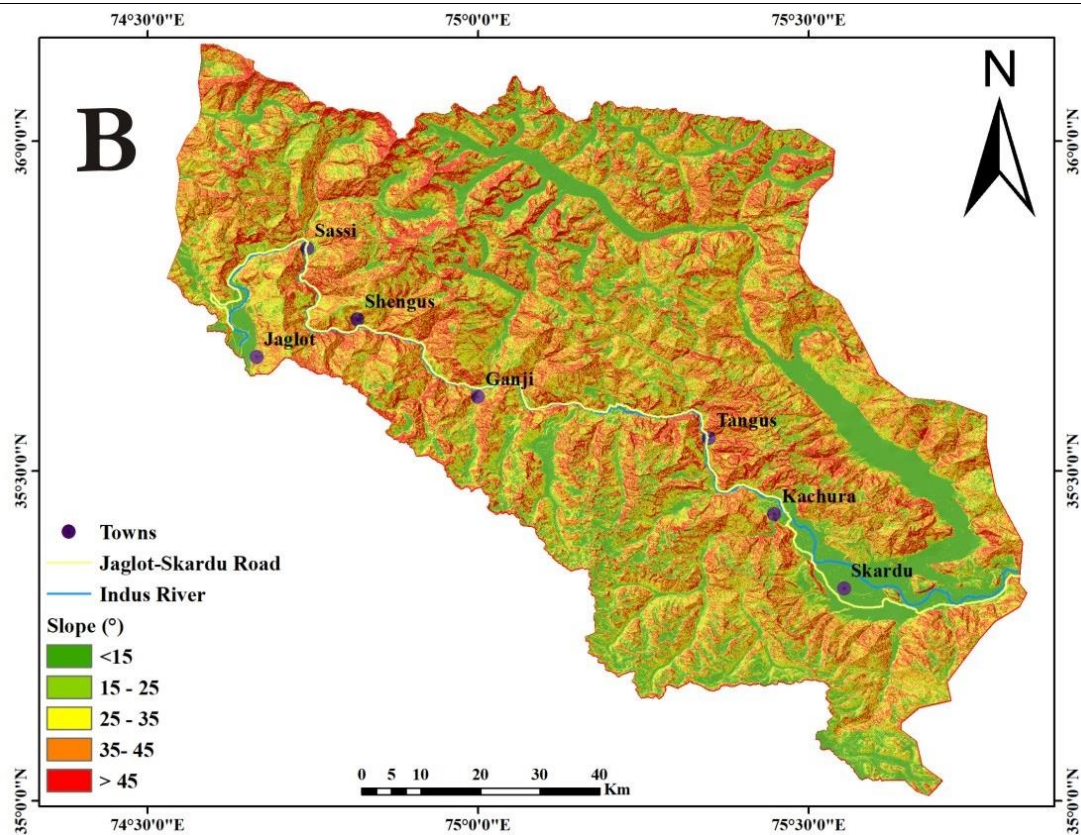 74°30'0"E 75°0'0"E 75°30'0"E
B
N
36°0'0"N 36°0'0"N
Sassi
Shengus
Jaglot
Ganji
Tangus
35°30'0"N 35°30'0"N
Kachura
Skardu
Towns
Jaglot-Skardu Road
Indus River
Slope (°)
<15
15 - 25
25 - 35
35- 45
> 45
0 5 10 20 30 40
Km
35°0'0"N 35°0'0"N
74°30'0"E 75°0'0"E 75°30'0"E